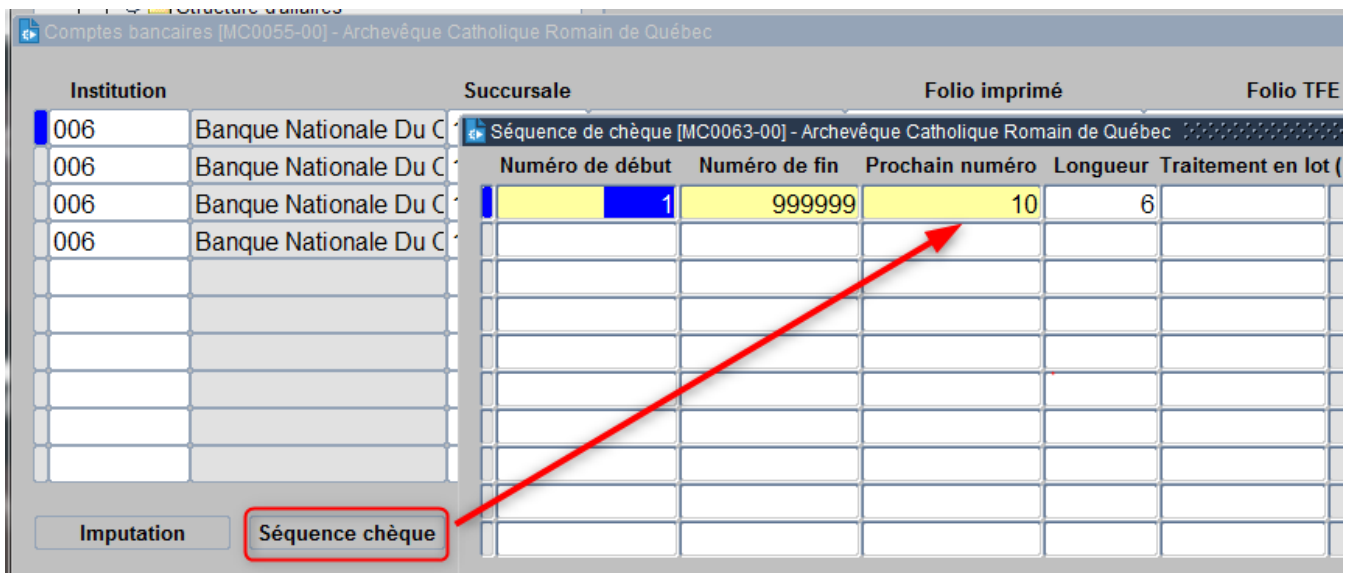 Structure d'affaires
Comptes bancaires [MC0055-00] - Archevêque Catholique Romain de Québec
Institution Succursale Folio imprimé Folio TFE
006 Banque Nationale Du C
Séquence de chèque [MC0063-00] - Archevêque Catholique Romain de Québec
006 Banque Nationale Du C
Numéro de début Numéro de fin Prochain numéro Longueur Traitement en lot (
006 Banque Nationale Du C
1 999999 10 6
006 Banque Nationale Du C
Imputation Séquence chèque